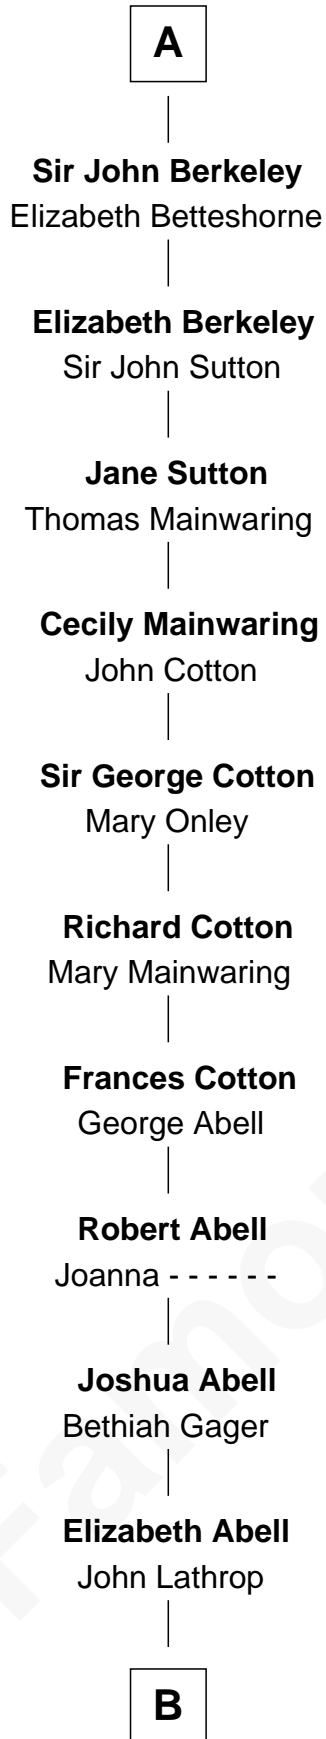 A
Sir John Berkeley
Elizabeth Betteshorne
Elizabeth Berkeley
Sir John Sutton
Jane Sutton
Thomas Mainwaring
Cecily Mainwaring
John Cotton
Sir George Cotton
Mary Onley
Richard Cotton
Mary Mainwaring
Frances Cotton
George Abell
Robert Abell
Joanna - - - - - -
Joshua Abell
Bethiah Gager
Elizabeth Abell
John Lathrop
B